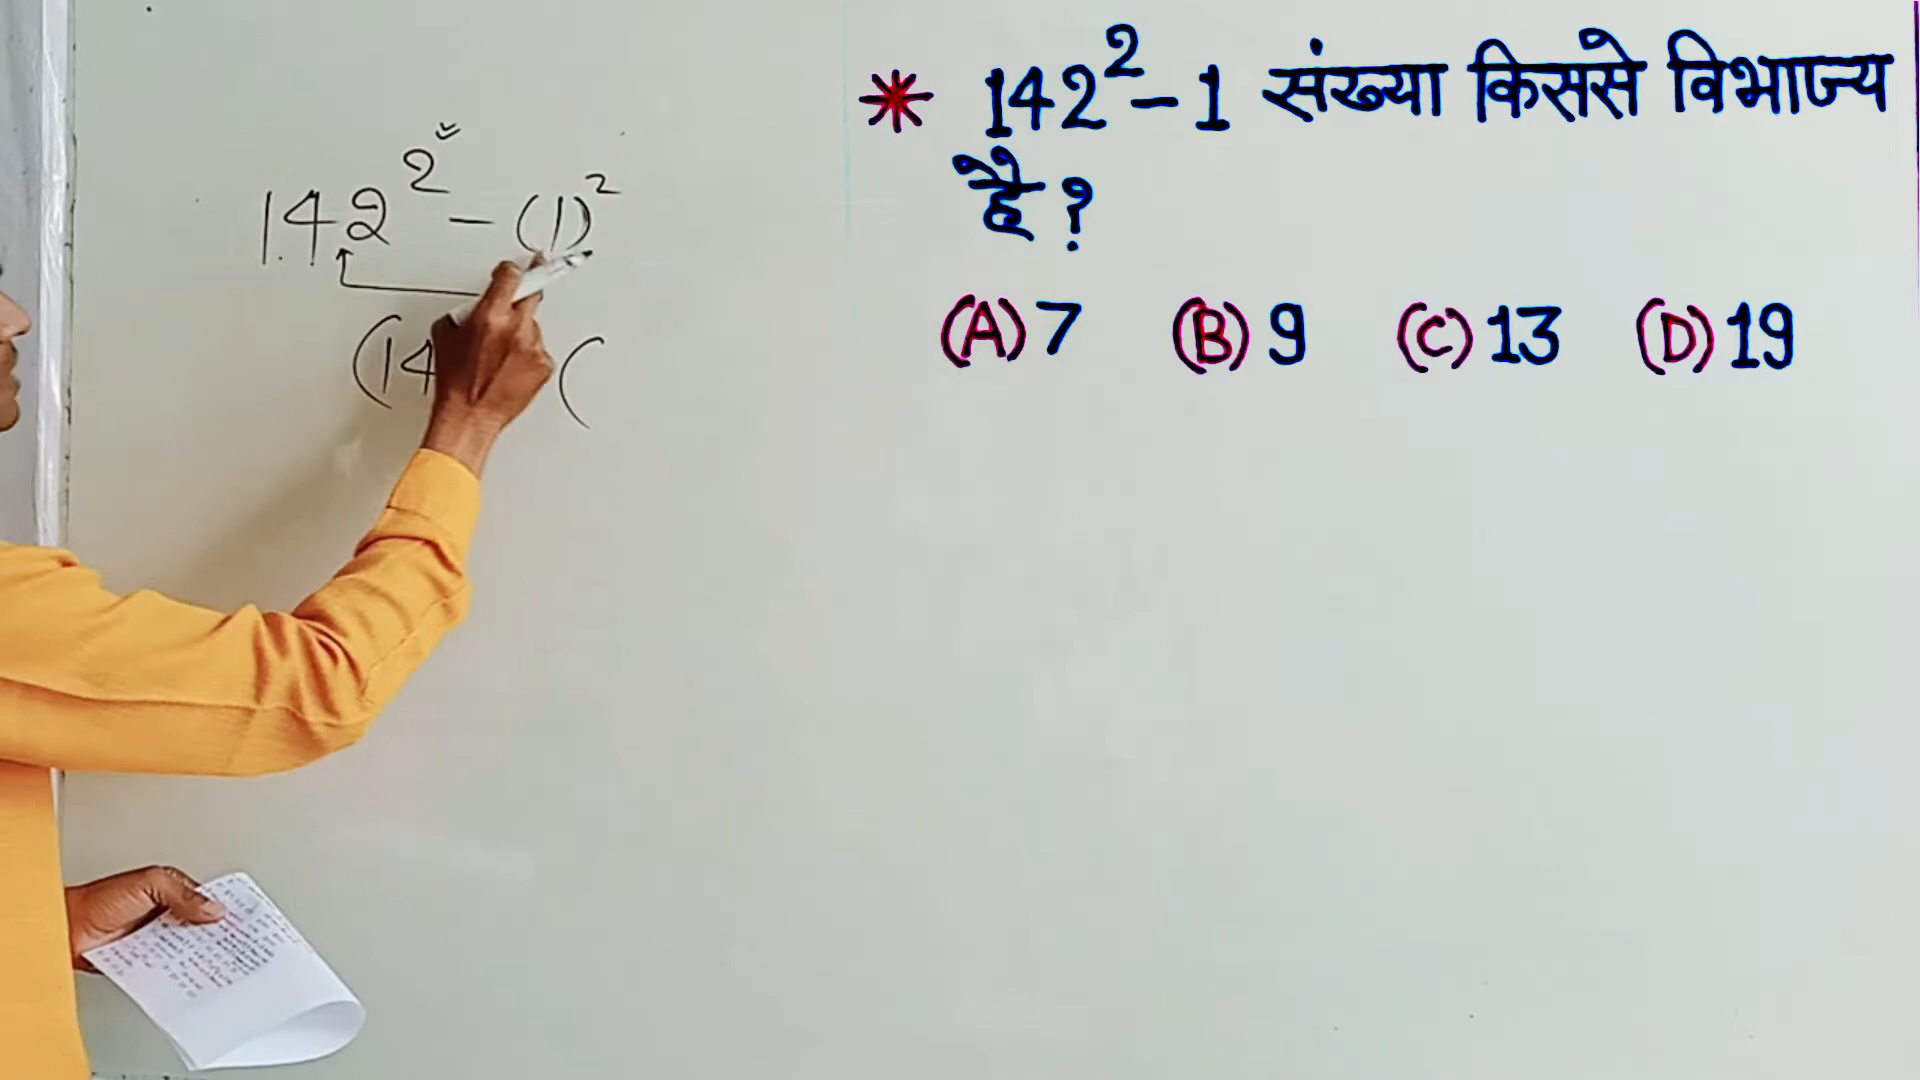 * 142² - 1 संख्या किससे विभाज्य
है ?
(A) 7 (B) 9 (C) 13 (D) 19
142² - (1)²
(14 (